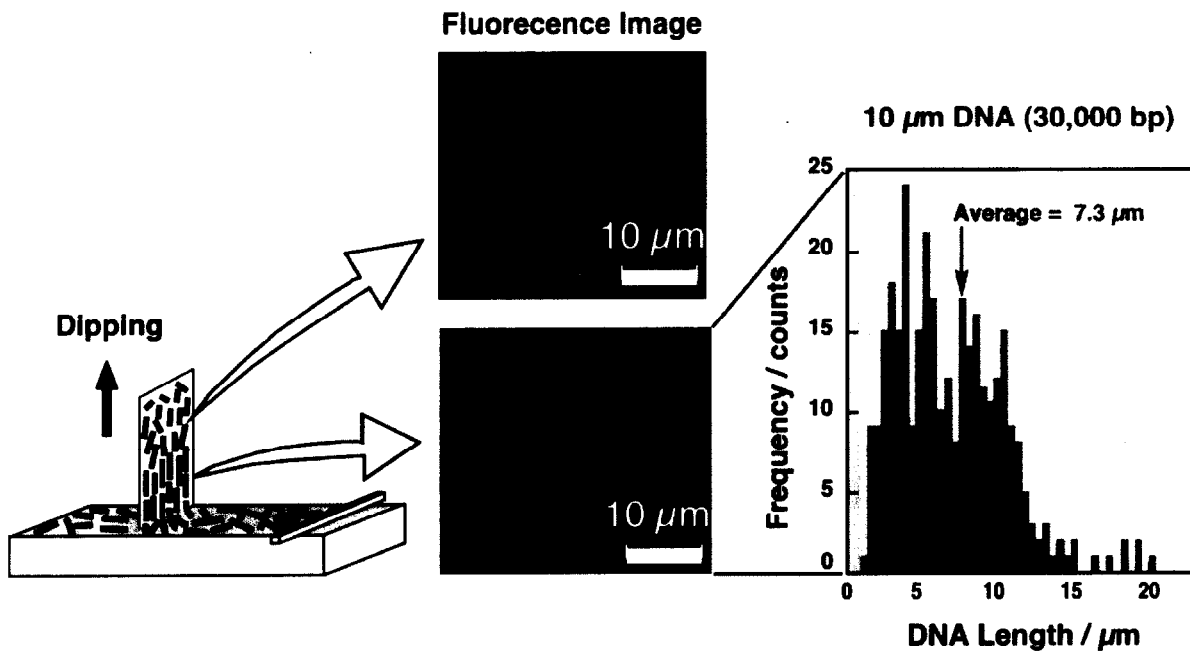 Fluorecence Image
10 µm
10 µm
Dipping
10 µm DNA (30,000 bp)
Average = 7.3 µm
Frequency / counts
25
20
15
10
5
0
0 5 10 15 20
DNA Length / µm